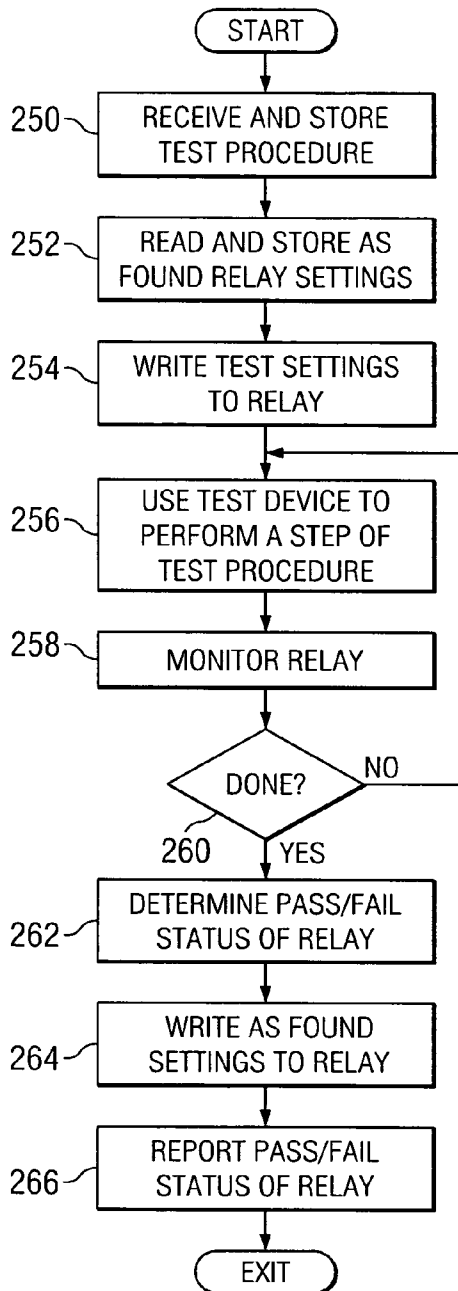 START
250
RECEIVE AND STORE
TEST PROCEDURE
252
READ AND STORE AS
FOUND RELAY SETTINGS
254
WRITE TEST SETTINGS
TO RELAY
256
USE TEST DEVICE TO
PERFORM A STEP OF
TEST PROCEDURE
258
MONITOR RELAY
DONE?
NO
260
YES
262
DETERMINE PASS/FAIL
STATUS OF RELAY
264
WRITE AS FOUND
SETTINGS TO RELAY
266
REPORT PASS/FAIL
STATUS OF RELAY
EXIT